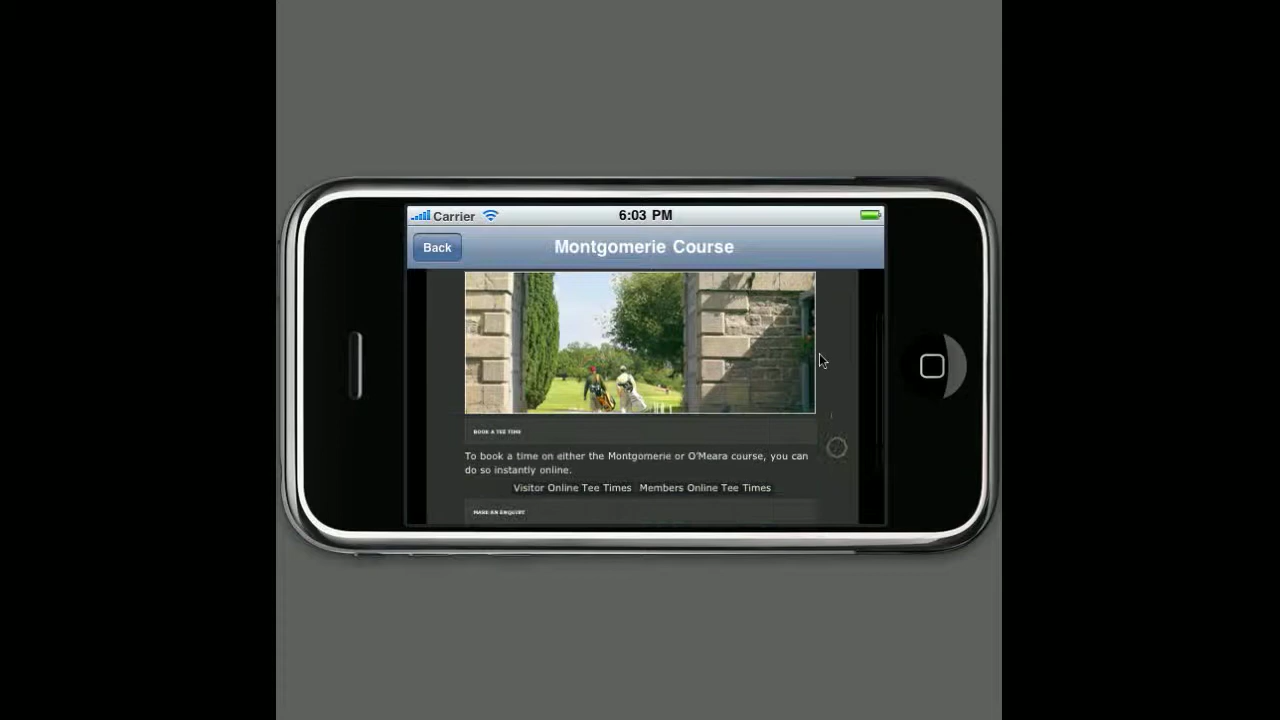 Carrier 6:03 PM
Back Montgomerie Course
BOOK A TEE TIME
To book a time on either the Montgomerie or O'Meara course, you can
do so instantly online.
Visitor Online Tee Times Members Online Tee Times
MAKE AN ENQUIRY